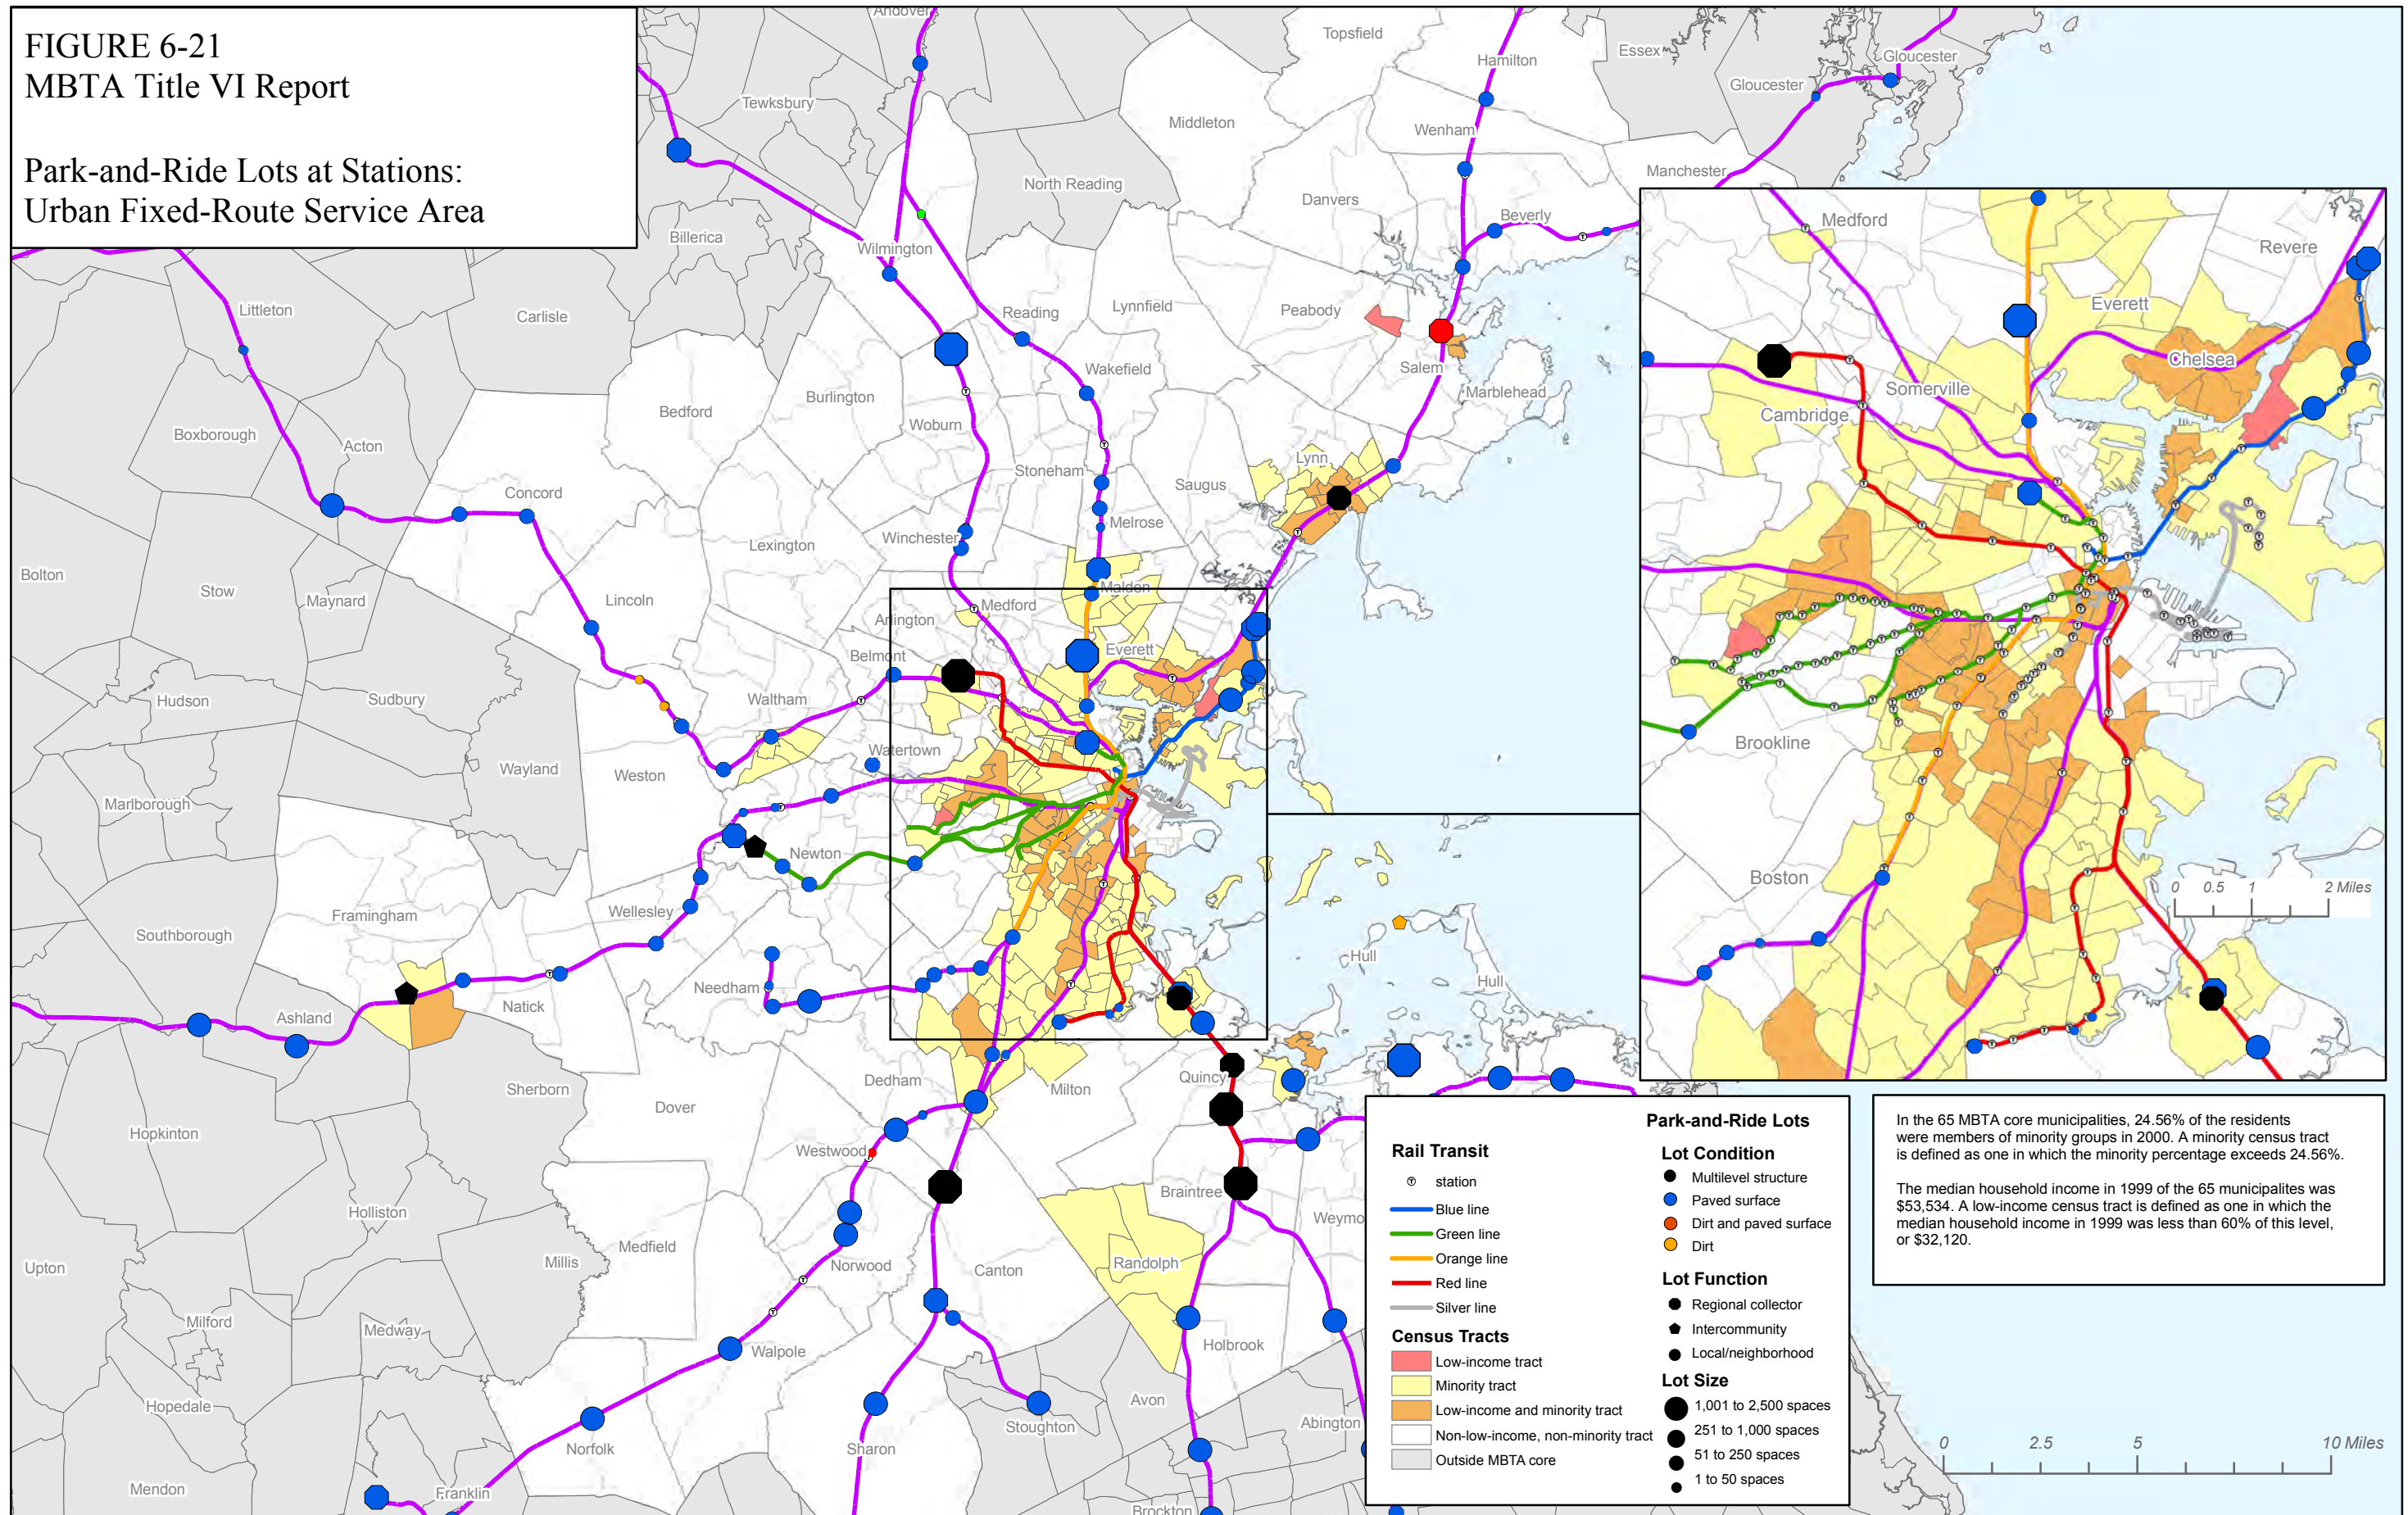 FIGURE 6-21
MBTA Title VI Report
Park-and-Ride Lots at Stations:
Urban Fixed-Route Service Area
Andover
Tewksbury
Billerica
Wilmington
North Reading
Middleton
Topsfield
Hamilton
Essex
Gloucester
Gloucester
Wenham
Manchester
Danvers
Beverly
Littleton
Carlisle
Reading
Lynnfield
Peabody
Salem
Marblehead
Wakefield
Burlington
Bedford
Woburn
Boxborough
Acton
Concord
Stoneham
Saugus
Lynn
Melrose
Winchester
Lexington
Bolton
Stow
Maynard
Lincoln
Malden
Medford
Arlington
Everett
Belmont
Waltham
Hudson
Sudbury
Watertown
Wayland
Weston
Marlborough
Newton
Framingham
Wellesley
Southborough
Natick
Needham
Ashland
Hull
Hull
Sherborn
Dover
Dedham
Milton
Quincy
Hopkinton
Westwood
Braintree
Weymo
Holliston
Medfield
Millis
Norwood
Canton
Randolph
Upton
Milford
Medway
Walpole
Holbrook
Hopedale
Norfolk
Sharon
Stoughton
Avon
Abington
Mendon
Franklin
Brockton
Medford
Revere
Everett
Chelsea
Somerville
Cambridge
Brookline
Boston
0 0.5 1 2 Miles
Rail Transit
station
Blue line
Green line
Orange line
Red line
Silver line
Census Tracts
Low-income tract
Minority tract
Low-income and minority tract
Non-low-income, non-minority tract
Outside MBTA core
Park-and-Ride Lots
Lot Condition
Multilevel structure
Paved surface
Dirt and paved surface
Dirt
Lot Function
Regional collector
Intercommunity
Local/neighborhood
Lot Size
1,001 to 2,500 spaces
251 to 1,000 spaces
51 to 250 spaces
1 to 50 spaces
In the 65 MBTA core municipalities, 24.56% of the residents
were members of minority groups in 2000. A minority census tract
is defined as one in which the minority percentage exceeds 24.56%.
The median household income in 1999 of the 65 municipalites was
$53,534. A low-income census tract is defined as one in which the
median household income in 1999 was less than 60% of this level,
or $32,120.
0 2.5 5 10 Miles